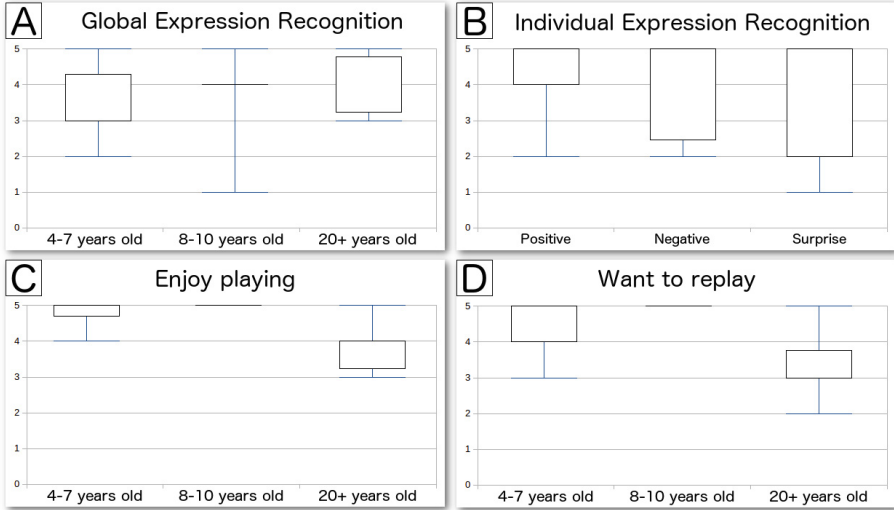 A
Global Expression Recognition
5
4
3
2
1
0
4-7 years old 8-10 years old 20+ years old
B
Individual Expression Recognition
5
4
3
2
1
0
Positive Negative Surprise
C
Enjoy playing
5
4
3
2
1
0
4-7 years old 8-10 years old 20+ years old
D
Want to replay
5
4
3
2
1
0
4-7 years old 8-10 years old 20+ years old